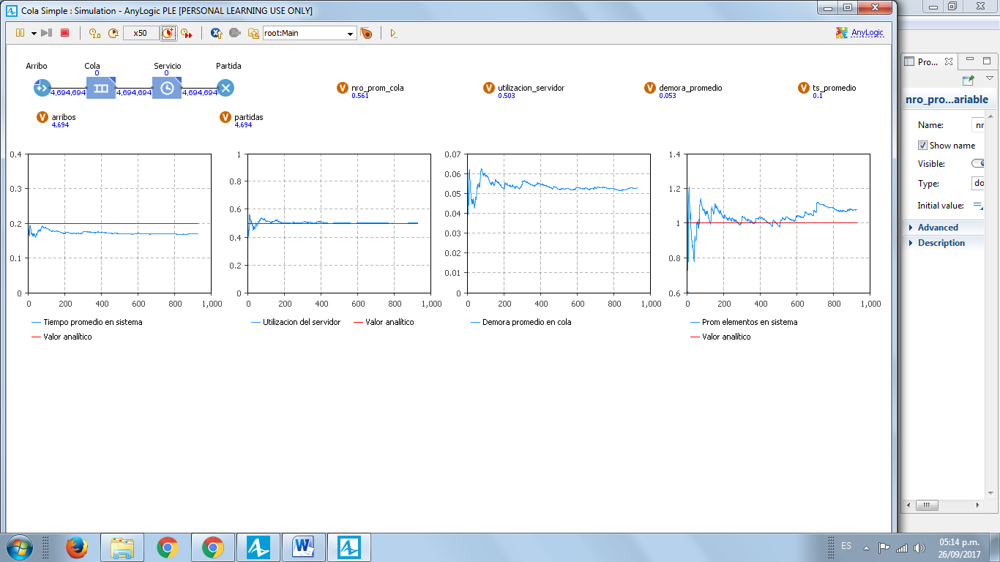 Cola Simple : Simulation - AnyLogic PLE [PERSONAL LEARNING USE ONLY]
x50
root:Main
AnyLogic
Arribo Cola Servicio Partida
0 0
4,694 4,694 4,694 4,694 4,694 4,694
nro_prom_cola
0.561
utilizacion_servidor
0.503
demora_promedio
0.053
ts_promedio
0.1
arribos
4,694
partidas
4,694
0.4
0.3
0.2
0.1
0
0 200 400 600 800 1,000
Tiempo promedio en sistema
Valor analítico
1
0.8
0.6
0.4
0.2
0
0 200 400 600 800 1,000
Utilizacion del servidor Valor analítico
0.07
0.06
0.05
0.04
0.03
0.02
0.01
0
0 200 400 600 800 1,000
Demora promedio en cola
1.4
1.2
1
0.8
0.6
0 200 400 600 800 1,000
Prom elementos en sistema
Valor analítico
Pro...
nro_pro...ariable
Name: nr
Show name
Visible:
Type: do
Initial value:
Advanced
Description
ES
05:14 p.m.
26/09/2017